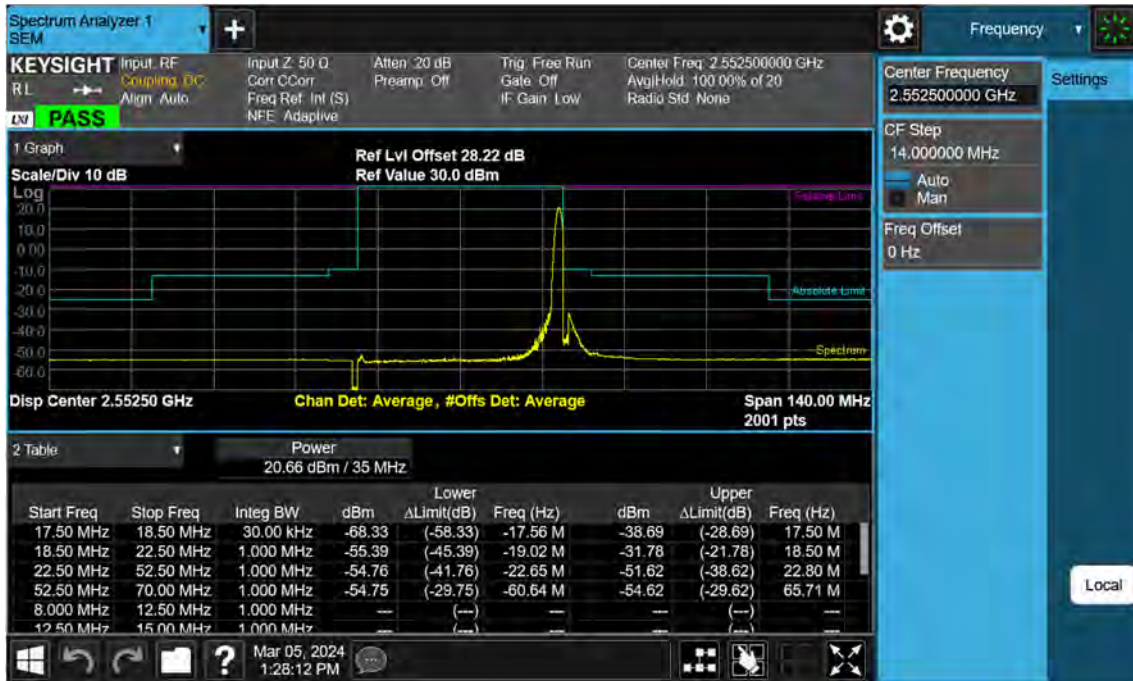 Spectrum Analyzer 1
SEM
+
Frequency
KEYSIGHT
RL
LXI
PASS
Input: RF
Coupling: DC
Align: Auto
Input Z: 50 Ω
Corr CCorr
Freq Ref: Int (S)
NFE: Adaptive
Atten: 20 dB
Preamp: Off
Trig: Free Run
Gate: Off
IF Gain: Low
Center Freq: 2.552500000 GHz
Avg|Hold: 100.00% of 20
Radio Std: None
Center Frequency
2.552500000 GHz
Settings
CF Step
14.000000 MHz
Auto
Man
Freq Offset
0 Hz
Local
1 Graph
Scale/Div 10 dB
Ref Lvl Offset 28.22 dB
Ref Value 30.0 dBm
Log
20.0
10.0
0.00
-10.0
-20.0
-30.0
-40.0
-50.0
-60.0
Relative Limit
Absolute Limit
Spectrum
Disp Center 2.55250 GHz
Chan Det: Average, #Offs Det: Average
Span 140.00 MHz
2001 pts
2 Table
Power
20.66 dBm / 35 MHz
Lower Upper
Start Freq Stop Freq Integ BW dBm ΔLimit(dB) Freq (Hz) dBm ΔLimit(dB) Freq (Hz)
17.50 MHz 18.50 MHz 30.00 kHz -68.33 (-58.33) -17.56 M -38.69 (-28.69) 17.50 M
18.50 MHz 22.50 MHz 1.000 MHz -55.39 (-45.39) -19.02 M -31.78 (-21.78) 18.50 M
22.50 MHz 52.50 MHz 1.000 MHz -54.76 (-41.76) -22.65 M -51.62 (-38.62) 22.80 M
52.50 MHz 70.00 MHz 1.000 MHz -54.75 (-29.75) -60.64 M -54.62 (-29.62) 65.71 M
8.000 MHz 12.50 MHz 1.000 MHz --- (---) --- --- (---) ---
12.50 MHz 15.00 MHz 1.000 MHz --- (---) --- --- (---) ---
?
Mar 05, 2024
1:28:12 PM